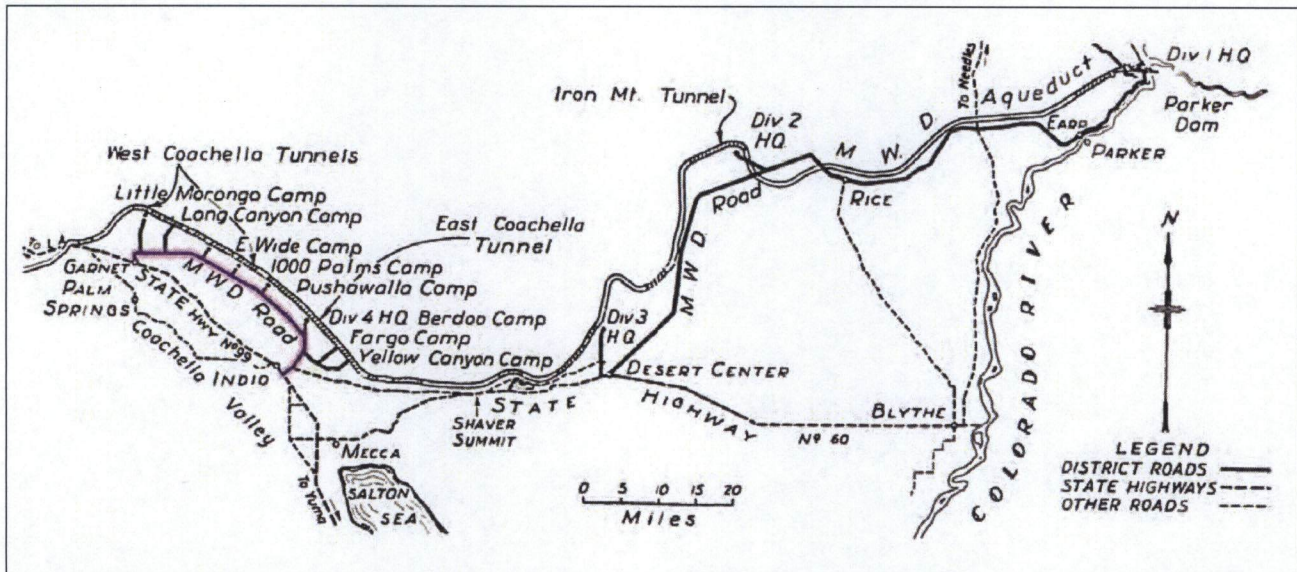 Div 1 HQ
Parker
Dam
To Needles
Aqueduct
Iron Mt. Tunnel
Div 2
HQ
M. W. D.
EARP
PARKER
RICE
West Coachella Tunnels
Little Morongo Camp
Long Canyon Camp
E. Wide Camp
1000 Palms Camp
Pushawalla Camp
East Coachella
Tunnel
Div 4 HQ Berdoo Camp
Fargo Camp
Yellow Canyon Camp
To L.A.
GARNET
PALM
SPRINGS
STATE HWY Nº 99
M W D Road
Coachella
Valley
INDIO
Div 3
HQ
M. W. D. Road
DESERT CENTER
STATE HIGHWAY Nº 60
SHAVER
SUMMIT
BLYTHE
MECCA
To Yuma
SALTON
SEA
COLORADO RIVER
N
0 5 10 15 20
Miles
LEGEND
DISTRICT ROADS
STATE HIGHWAYS
OTHER ROADS